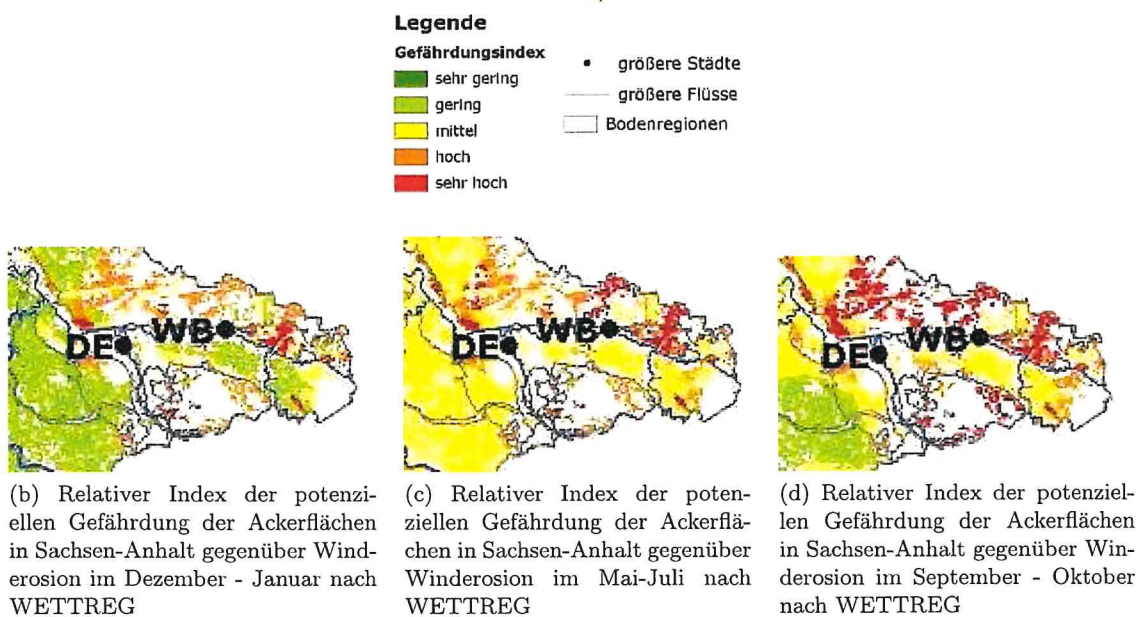 Legende
Gefährdungsindex
sehr gering
gering
mittel
hoch
sehr hoch
größere Städte
größere Flüsse
Bodenregionen
DE WB
DE WB
DE WB
(b) Relativer Index der potenzi-
ellen Gefährdung der Ackerflächen
in Sachsen-Anhalt gegenüber Wind-
erosion im Dezember - Januar nach
WETTREG
(c) Relativer Index der poten-
ziellen Gefährdung der Ackerflä-
chen in Sachsen-Anhalt gegenüber
Winderosion im Mai-Juli nach
WETTREG
(d) Relativer Index der potenziel-
len Gefährdung der Ackerflächen
in Sachsen-Anhalt gegenüber Win-
derosion im September - Oktober
nach WETTREG